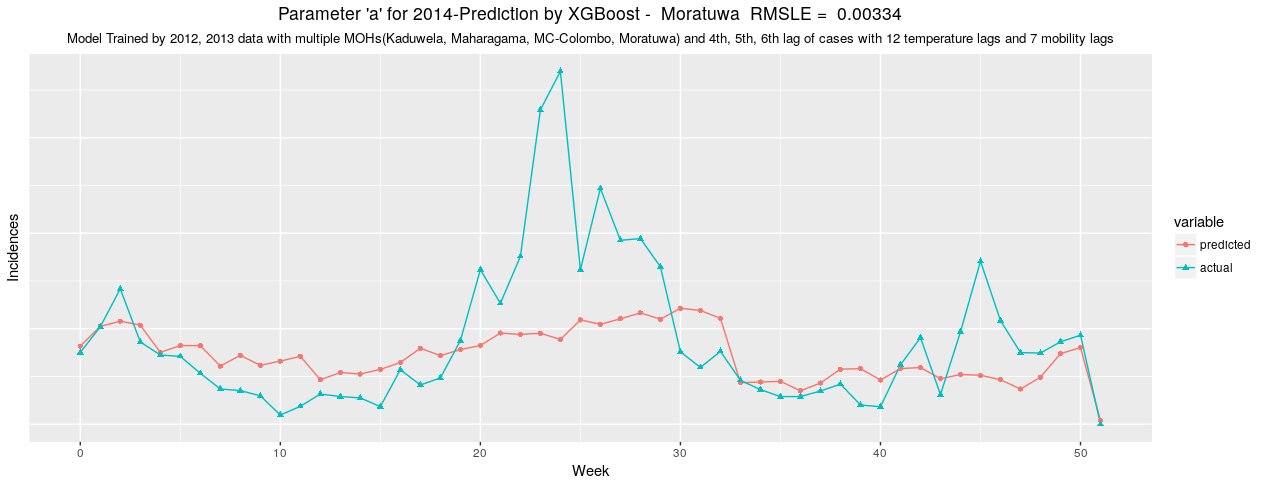 Parameter 'a' for 2014-Prediction by XGBoost - Moratuwa RMSLE = 0.00334
Model Trained by 2012, 2013 data with multiple MOHs(Kaduwela, Maharagama, MC-Colombo, Moratuwa) and 4th, 5th, 6th lag of cases with 12 temperature lags and 7 mobility lags
Incidences
variable
predicted
actual
0 10 20 30 40 50
Week